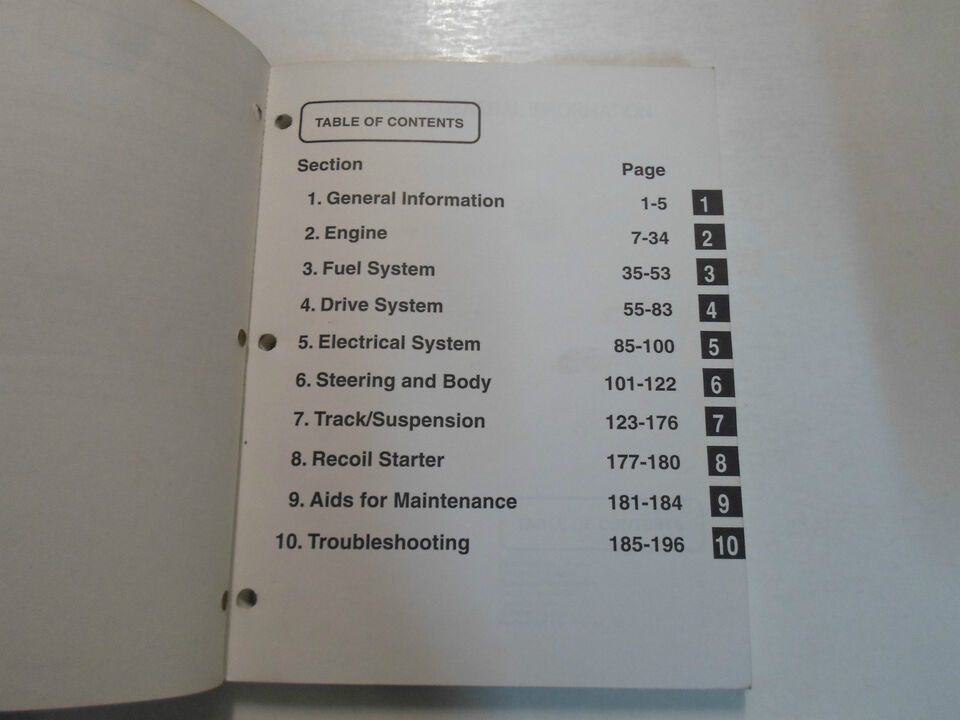 TABLE OF CONTENTS
Section Page
1. General Information 1-5 1
2. Engine 7-34 2
3. Fuel System 35-53 3
4. Drive System 55-83 4
5. Electrical System 85-100 5
6. Steering and Body 101-122 6
7. Track/Suspension 123-176 7
8. Recoil Starter 177-180 8
9. Aids for Maintenance 181-184 9
10. Troubleshooting 185-196 10